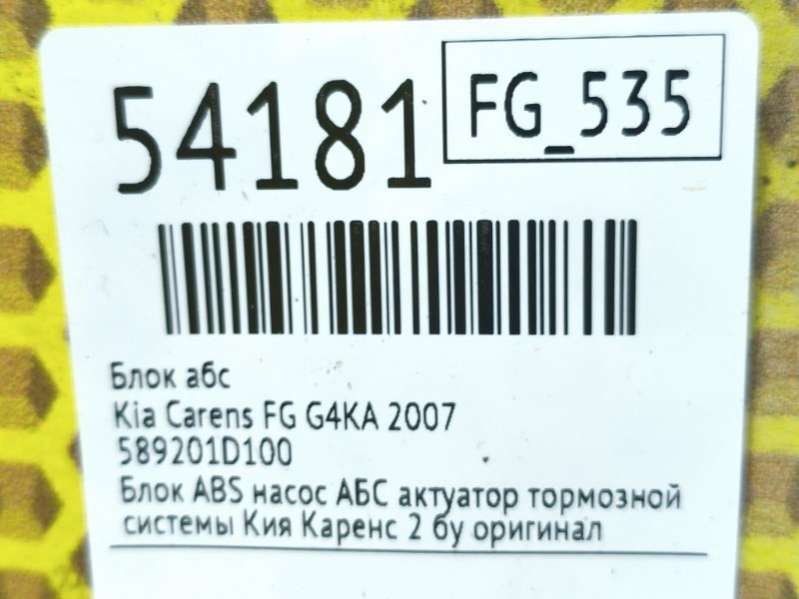 54181
FG_535
Блок абс
Kia Carens FG G4KA 2007
589201D100
Блок ABS насос АБС актуатор тормозной
системы Кия Каренс 2 бу оригинал